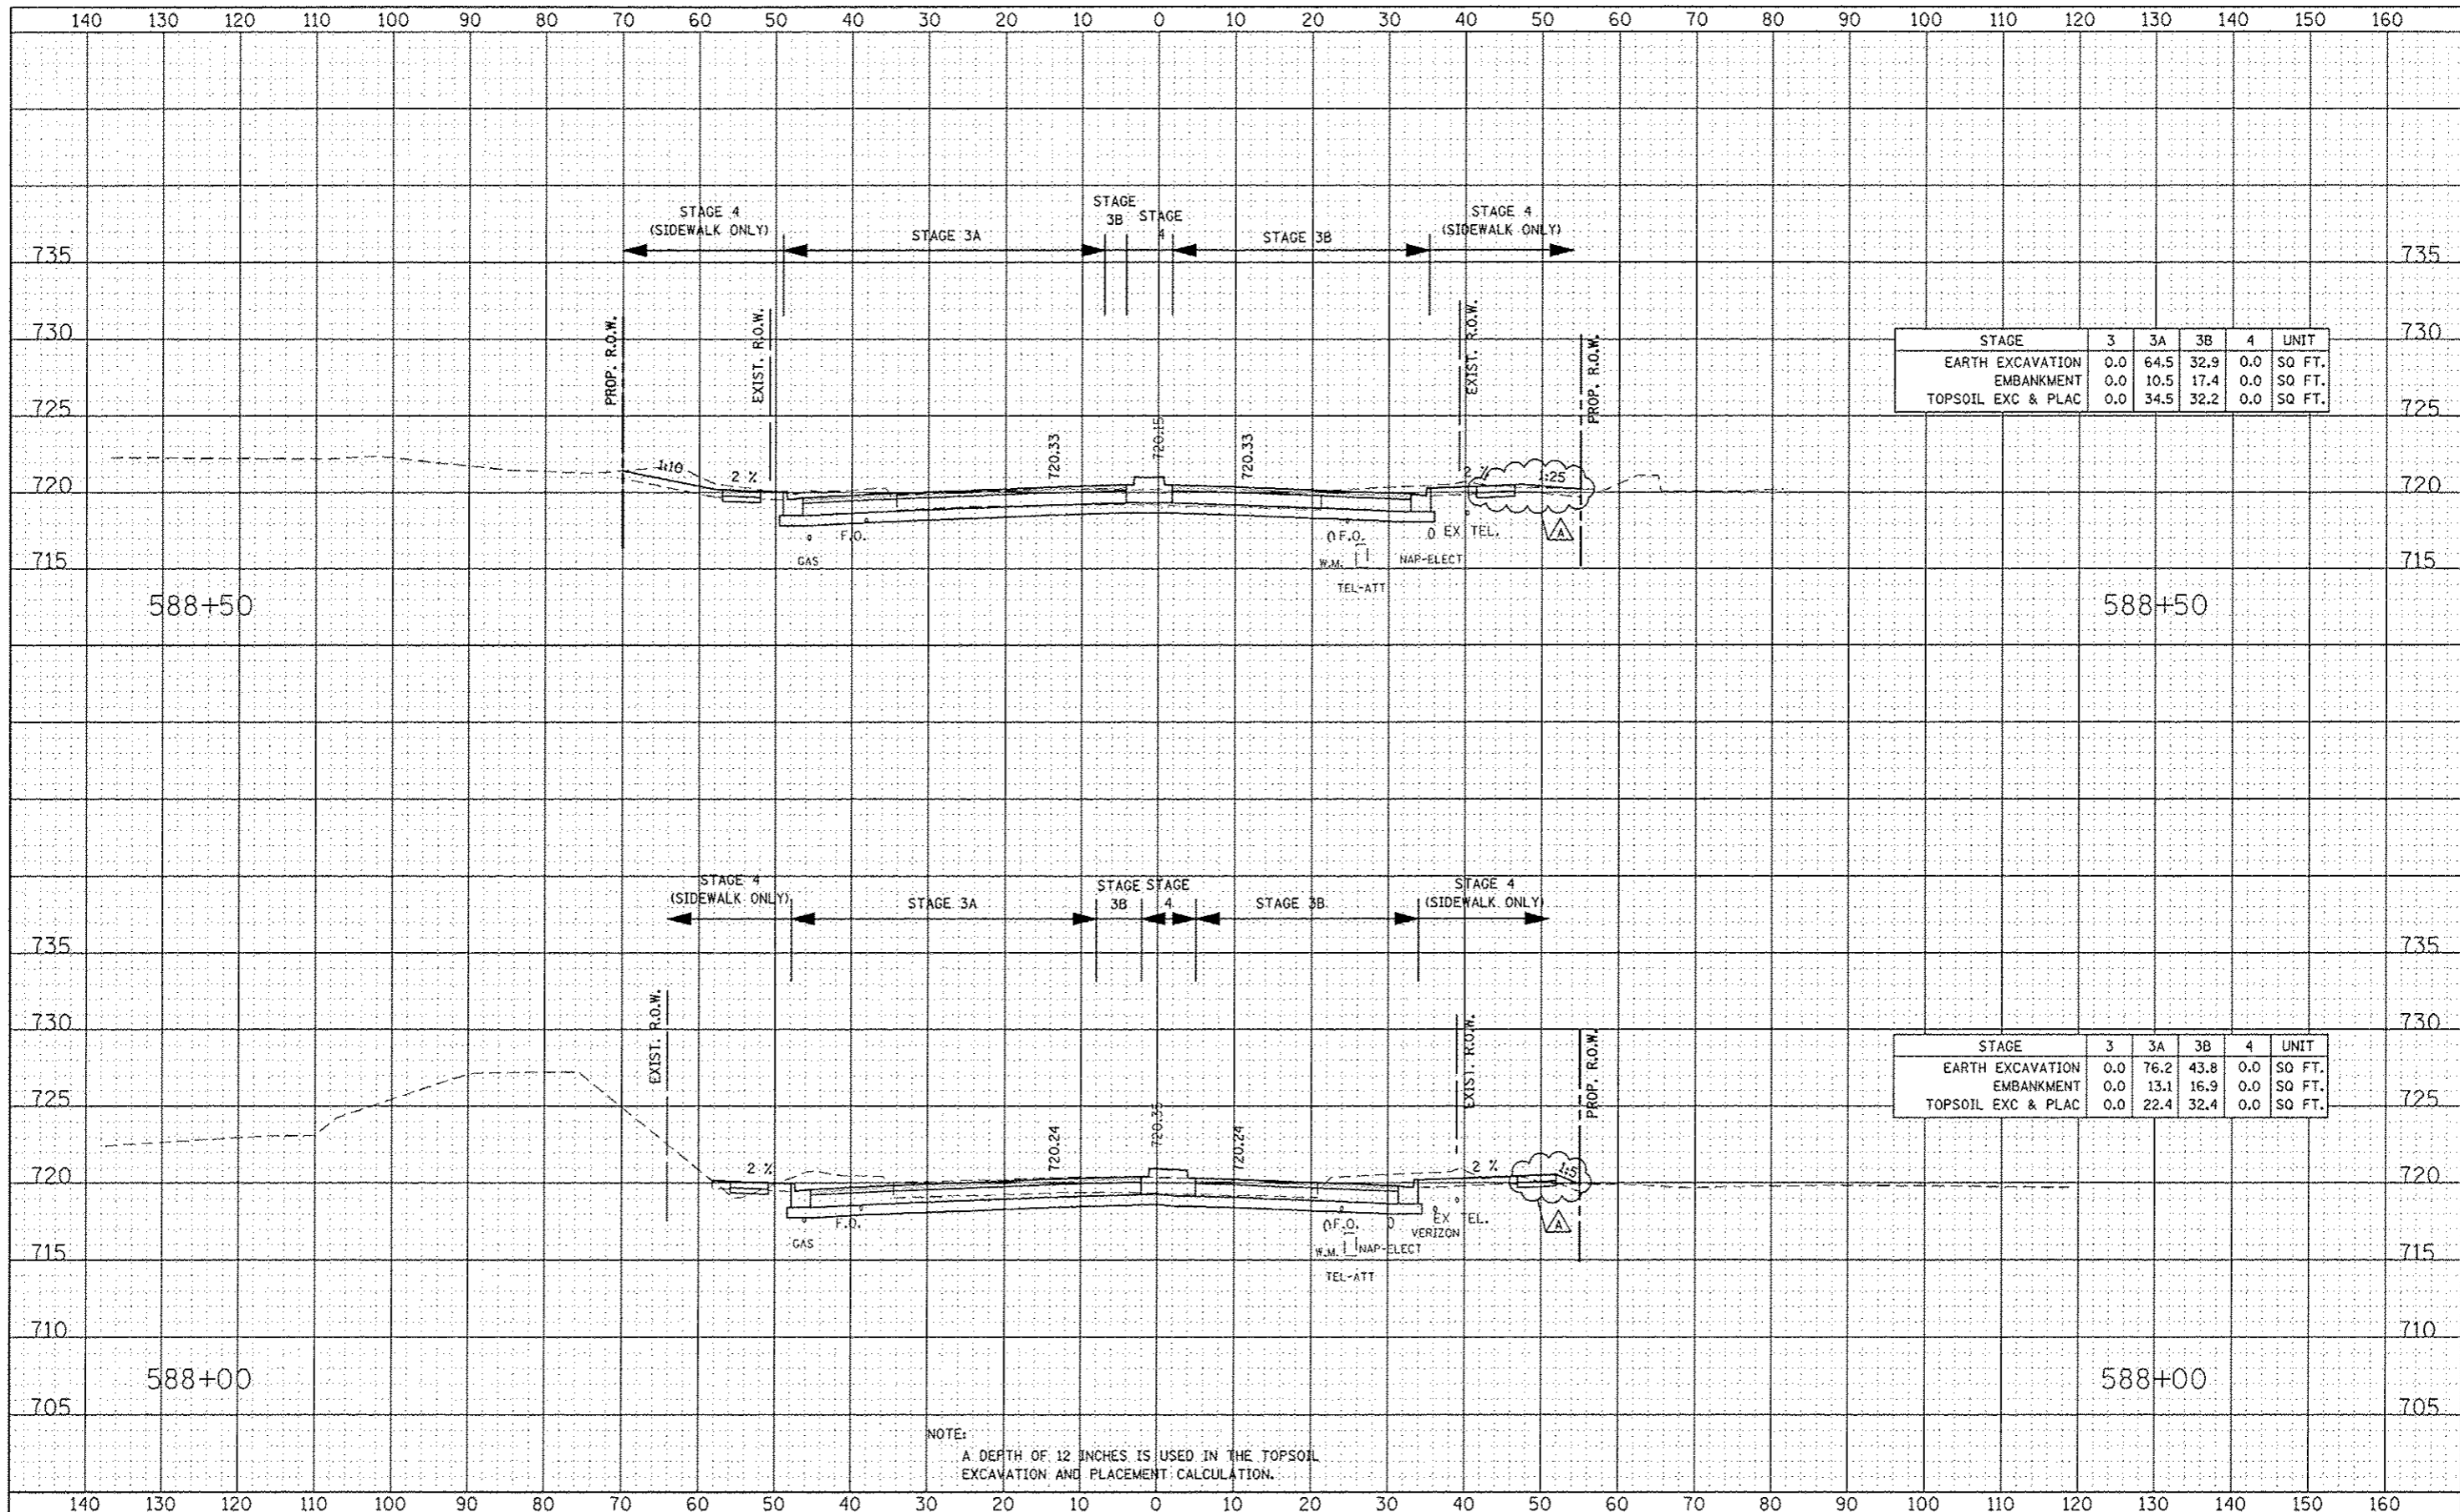 140 130 120 110 100 90 80 70 60 50 40 30 20 10 0 10 20 30 40 50 60 70 80 90 100 110 120 130 140 150 160
STAGE 4
(SIDEWALK ONLY)
STAGE 3A
STAGE
3B
STAGE
4
STAGE 3B
STAGE 4
(SIDEWALK ONLY)
735 735
730 730
725 725
720 720
715 715
PROP. R.O.W.
EXIST. R.O.W.
EXIST. R.O.W.
PROP. R.O.W.
STAGE 3 3A 3B 4 UNIT
EARTH EXCAVATION 0.0 64.5 32.9 0.0 SQ FT.
EMBANKMENT 0.0 10.5 17.4 0.0 SQ FT.
TOPSOIL EXC & PLAC 0.0 34.5 32.2 0.0 SQ FT.
720.33
720.15
720.33
1:10
2 %
2 %
1:25
GAS
F.O.
F.O.
W.M.
TEL-ATT
NAP-ELECT
EX TEL.
A
588+50 588+50
STAGE 4
(SIDEWALK ONLY)
STAGE 3A
STAGE
3B
STAGE
4
STAGE 3B
STAGE 4
(SIDEWALK ONLY)
735 735
730 730
725 725
720 720
715 715
710 710
705 705
EXIST. R.O.W.
EXIST. R.O.W.
PROP. R.O.W.
STAGE 3 3A 3B 4 UNIT
EARTH EXCAVATION 0.0 76.2 43.8 0.0 SQ FT.
EMBANKMENT 0.0 13.1 16.9 0.0 SQ FT.
TOPSOIL EXC & PLAC 0.0 22.4 32.4 0.0 SQ FT.
720.24
720.35
720.24
2 %
2 %
1:5
GAS
F.O.
F.O.
W.M.
NAP-ELECT
TEL-ATT
EX TEL.
VERIZON
A
588+00 588+00
NOTE:
A DEPTH OF 12 INCHES IS USED IN THE TOPSOIL
EXCAVATION AND PLACEMENT CALCULATION.
140 130 120 110 100 90 80 70 60 50 40 30 20 10 0 10 20 30 40 50 60 70 80 90 100 110 120 130 140 150 160